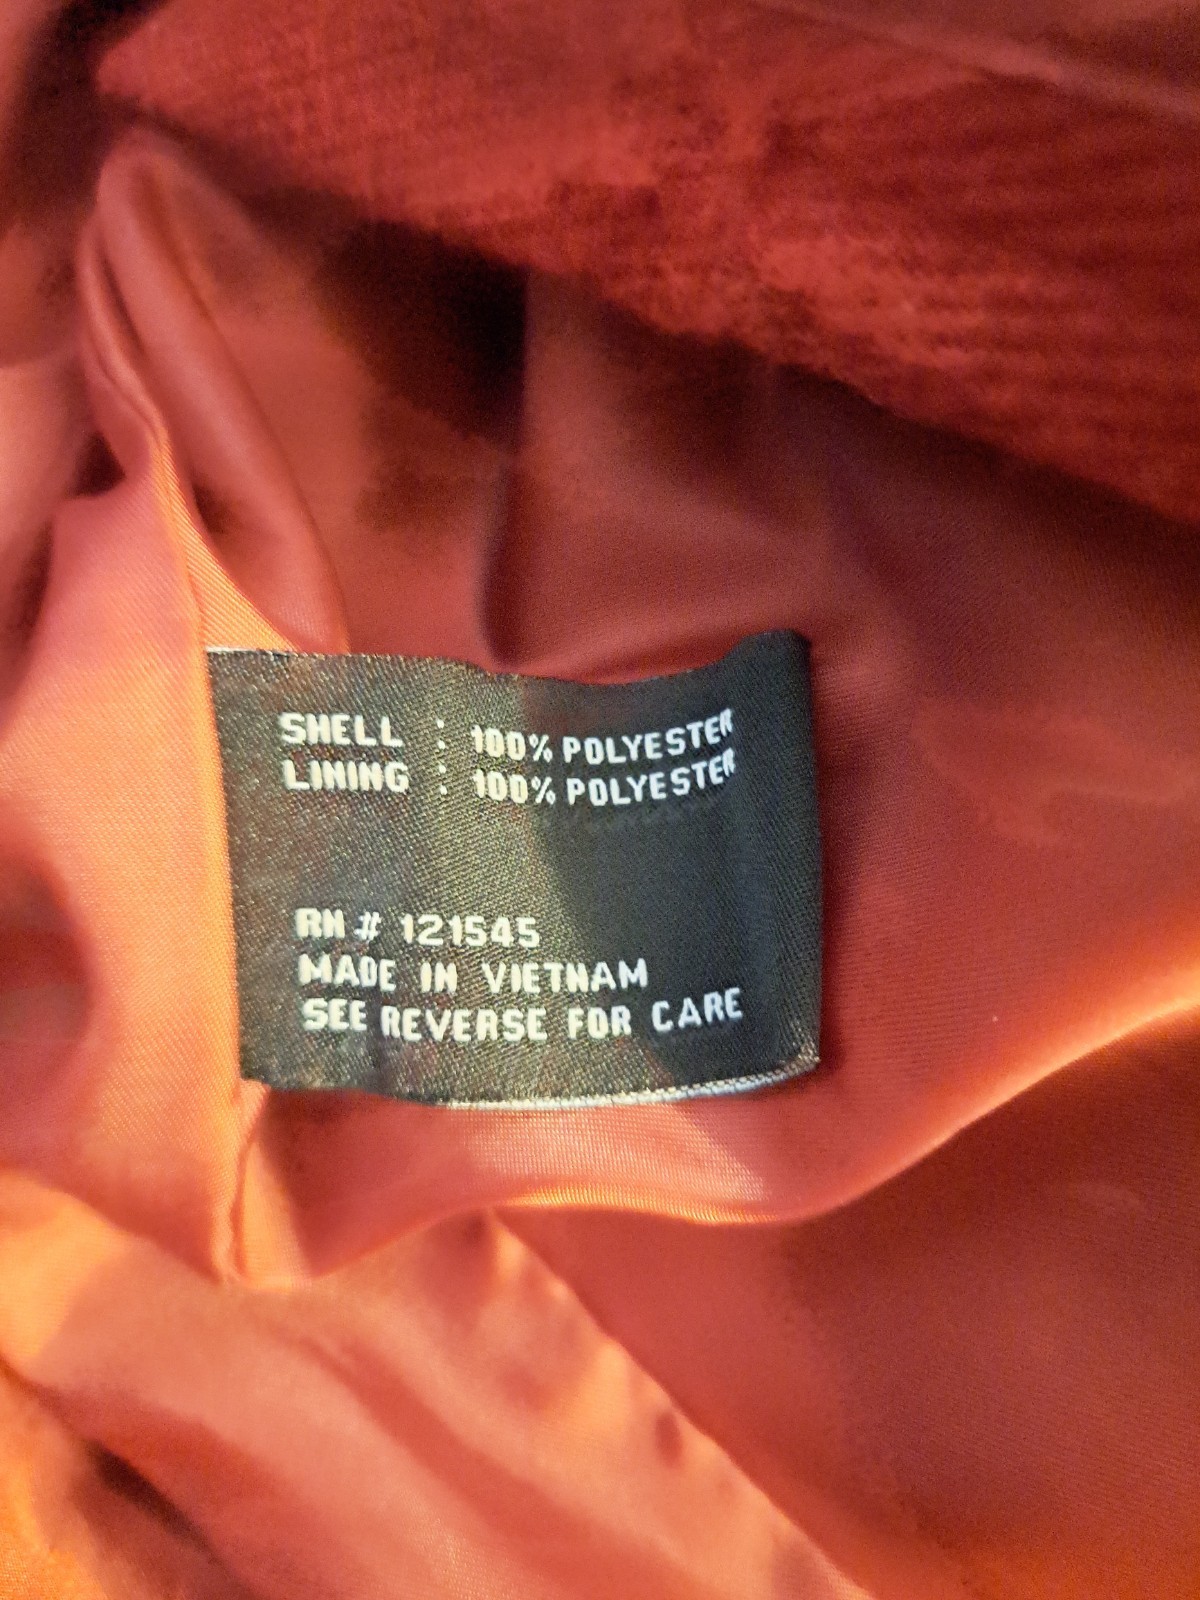 SHELL : 100% POLYESTER
LINING : 100% POLYESTER
RN # 121545
MADE IN VIETNAM
SEE REVERSE FOR CARE